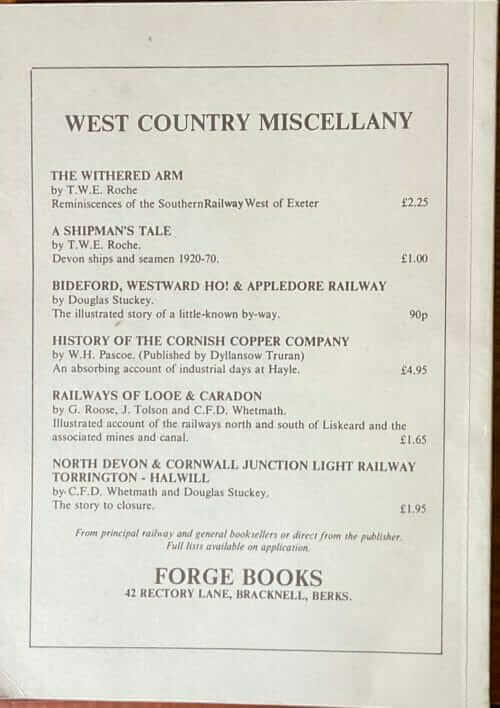 WEST COUNTRY MISCELLANY
THE WITHERED ARM
by T.W.E. Roche
Reminiscences of the Southern Railway West of Exeter £2.25
A SHIPMAN'S TALE
by T.W.E. Roche.
Devon ships and seamen 1920-70. £1.00
BIDEFORD, WESTWARD HO! & APPLEDORE RAILWAY
by Douglas Stuckey.
The illustrated story of a little-known by-way. 90p
HISTORY OF THE CORNISH COPPER COMPANY
by W.H. Pascoe. (Published by Dyllansow Truran)
An absorbing account of industrial days at Hayle. £4.95
RAILWAYS OF LOOE & CARADON
by G. Roose, J. Tolson and C.F.D. Whetmath.
Illustrated account of the railways north and south of Liskeard and the
associated mines and canal. £1.65
NORTH DEVON & CORNWALL JUNCTION LIGHT RAILWAY
TORRINGTON - HALWILL
by C.F.D. Whetmath and Douglas Stuckey.
The story to closure. £1.95
From principal railway and general booksellers or direct from the publisher.
Full lists available on application.
FORGE BOOKS
42 RECTORY LANE, BRACKNELL, BERKS.